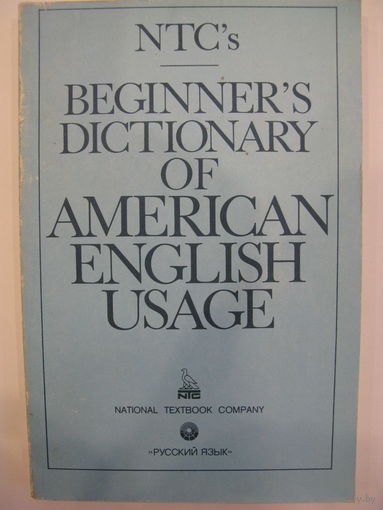 NTC's
BEGINNER'S
DICTIONARY
OF
AMERICAN
ENGLISH
USAGE
NTC
NATIONAL TEXTBOOK COMPANY
«РУССКИЙ ЯЗЫК»